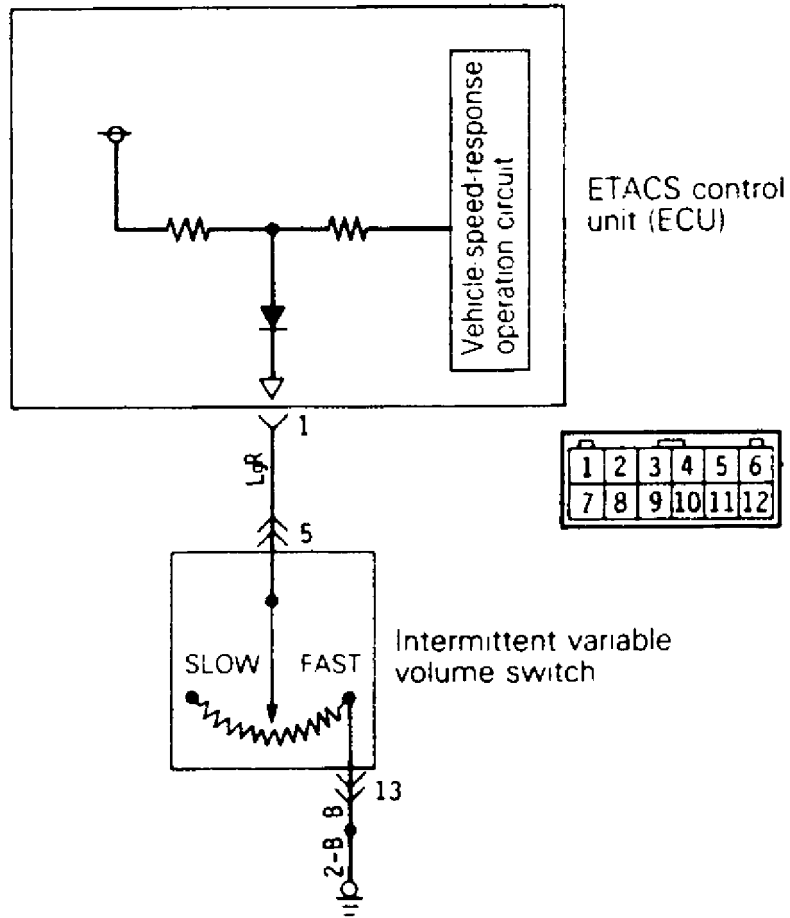 Vehicle-speed-response
operation circuit
ETACS control
unit (ECU)
1
LgR
5
1 2 3 4 5 6
7 8 9 10 11 12
SLOW FAST
Intermittent variable
volume switch
13
B
2-B